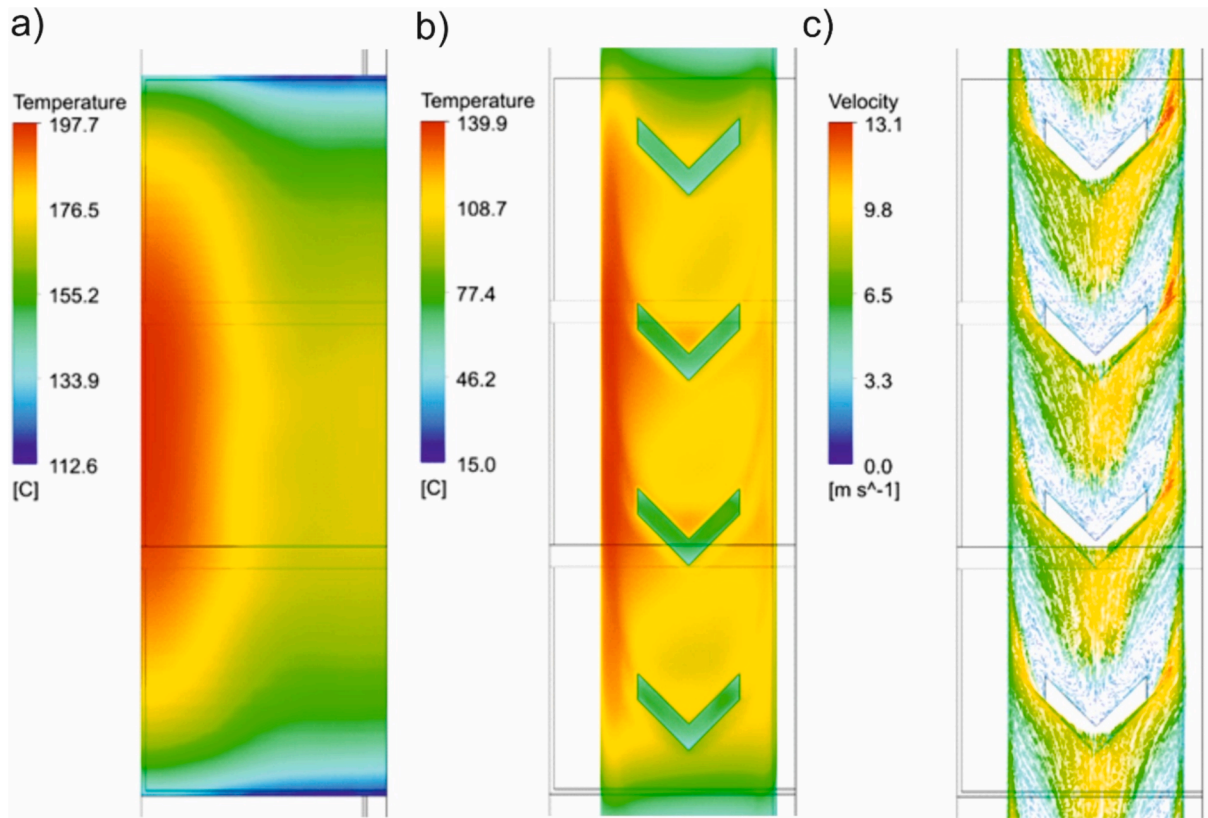 a)
Temperature
197.7
176.5
155.2
133.9
112.6
[C]
b)
Temperature
139.9
108.7
77.4
46.2
15.0
[C]
c)
Velocity
13.1
9.8
6.5
3.3
0.0
[m s^-1]